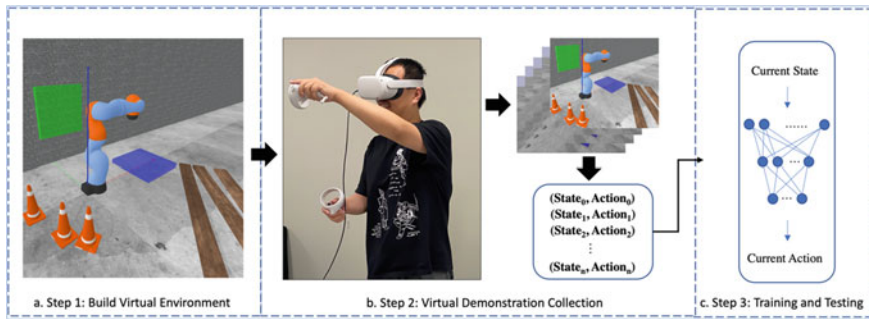 a. Step 1: Build Virtual Environment
(State₀, Action₀)
(State₁, Action₁)
(State₂, Action₂)
⋮
(Stateₙ, Actionₙ)
b. Step 2: Virtual Demonstration Collection
Current State
......
...
...
Current Action
c. Step 3: Training and Testing